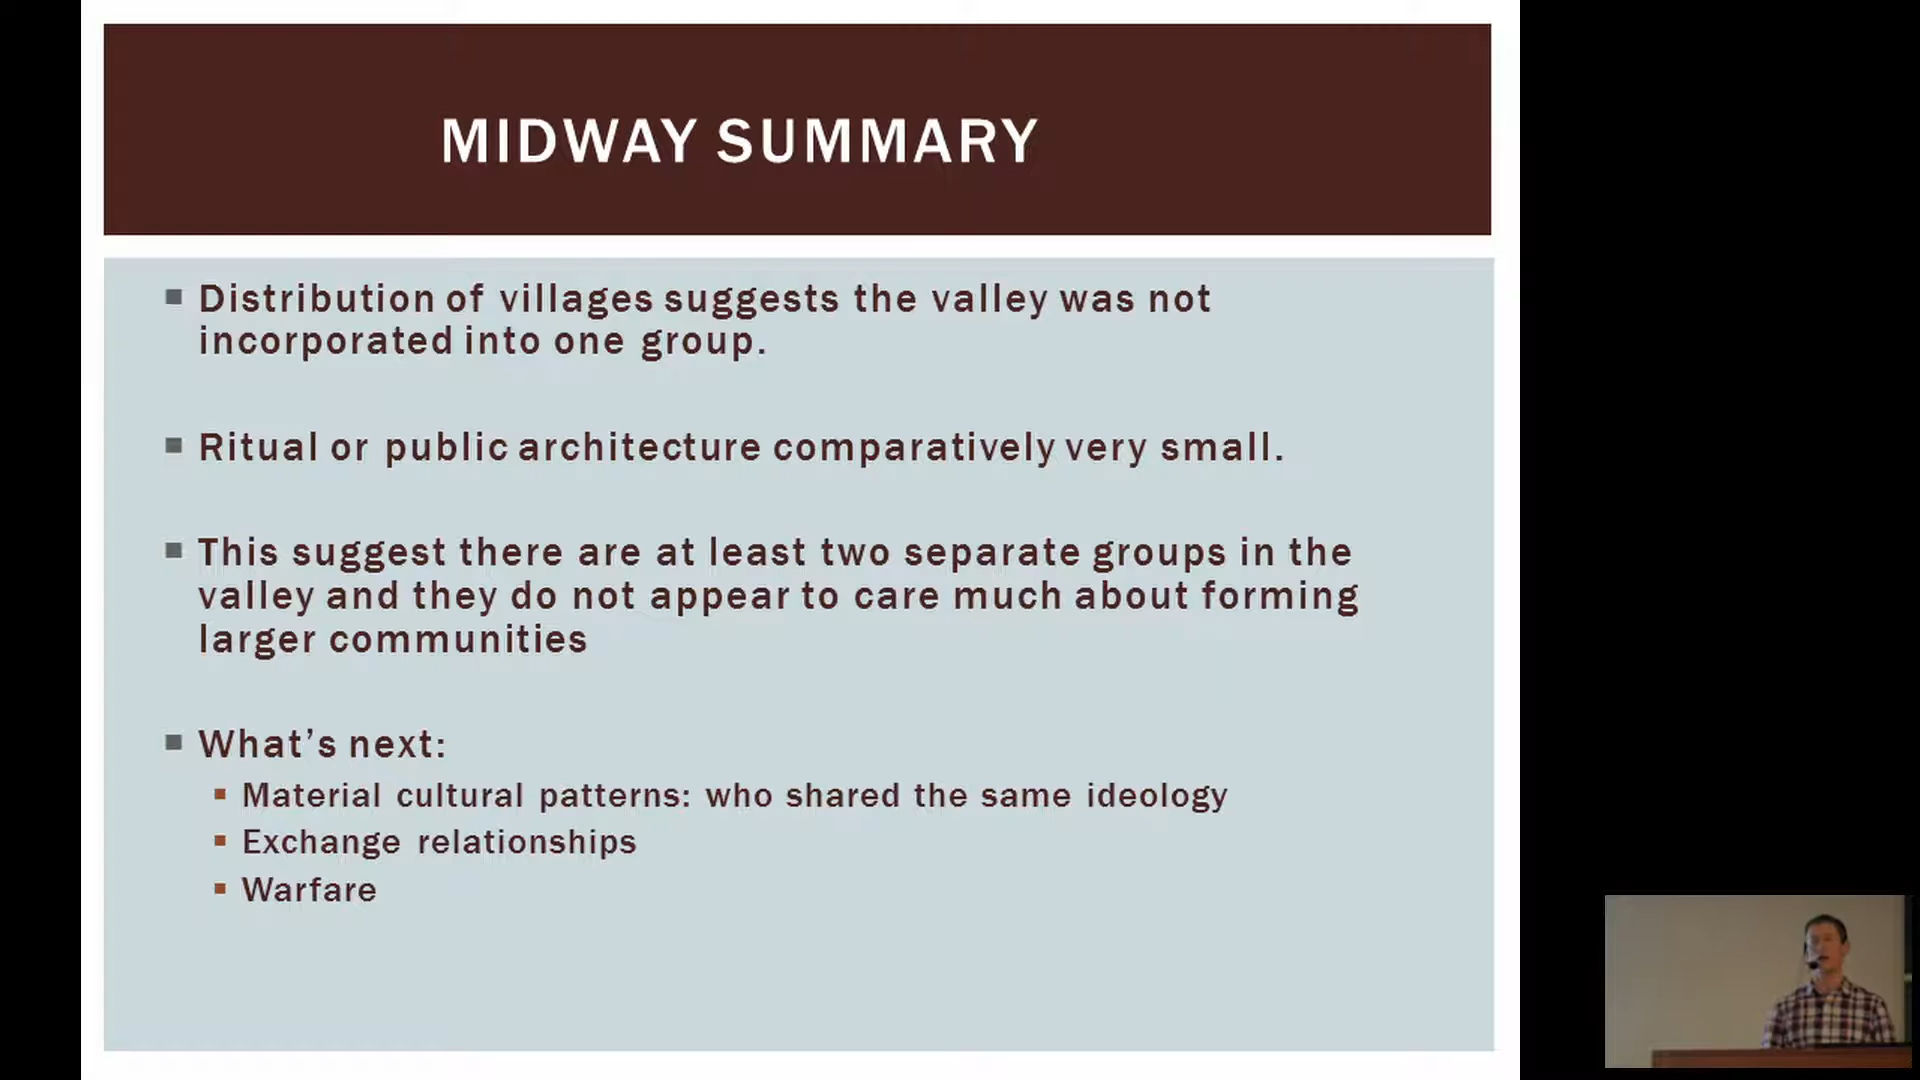 MIDWAY SUMMARY
Distribution of villages suggests the valley was not
incorporated into one group.
Ritual or public architecture comparatively very small.
This suggest there are at least two separate groups in the
valley and they do not appear to care much about forming
larger communities
What’s next:
Material cultural patterns: who shared the same ideology
Exchange relationships
Warfare